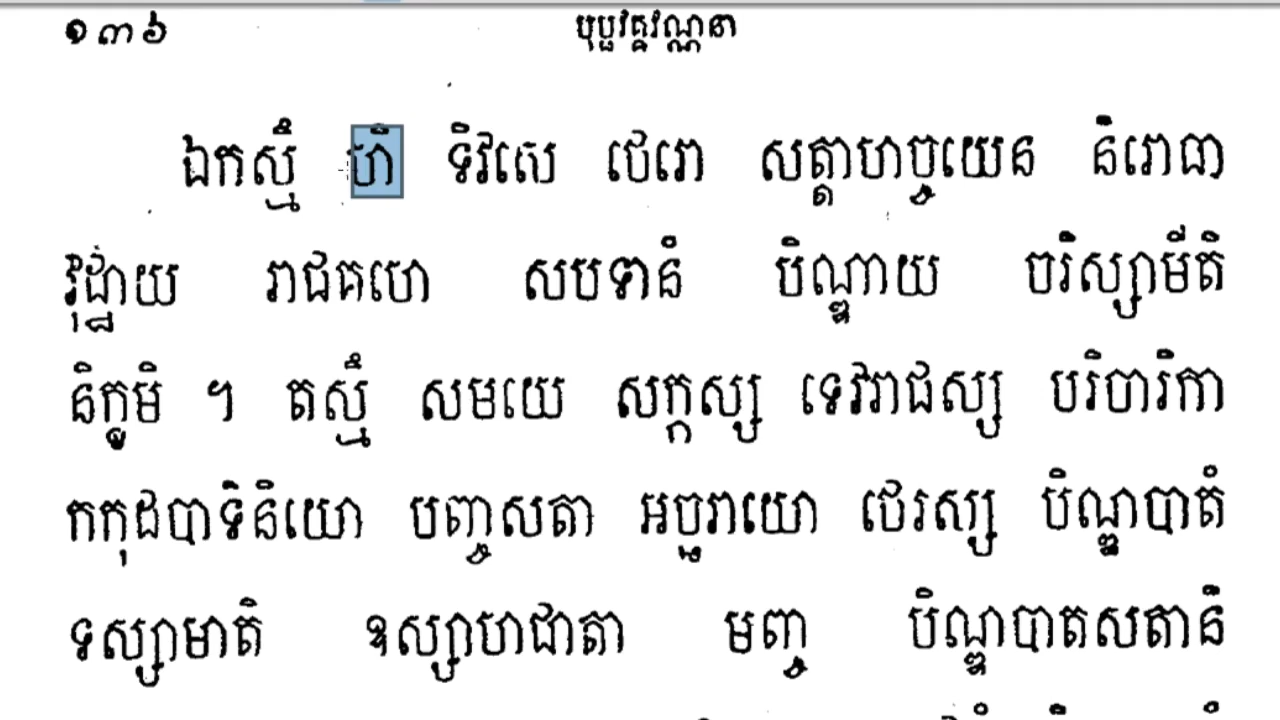 ១៣៦ បុប្ផវគ្គវណ្ណនា
ឯកស្មឹ ហិ ទិវសេ ថេរោ សត្តាហច្ចយេន និរោធា
វុដ្ឋាយ រាជគហេ សបទានំ បិណ្ឌាយ ចរិស្សាមីតិ
និក្ខមិ ។ តស្មឹ សមយេ សក្កស្ស ទេវរាជស្ស បរិចារិកា
កកុដបាទិនិយោ បញ្ចសតា អច្ឆរាយោ ថេរស្ស បិណ្ឌបាតំ
ទស្សាមាតិ ឧស្សាហជាតា មញ្ច បិណ្ឌបាតសតានិ